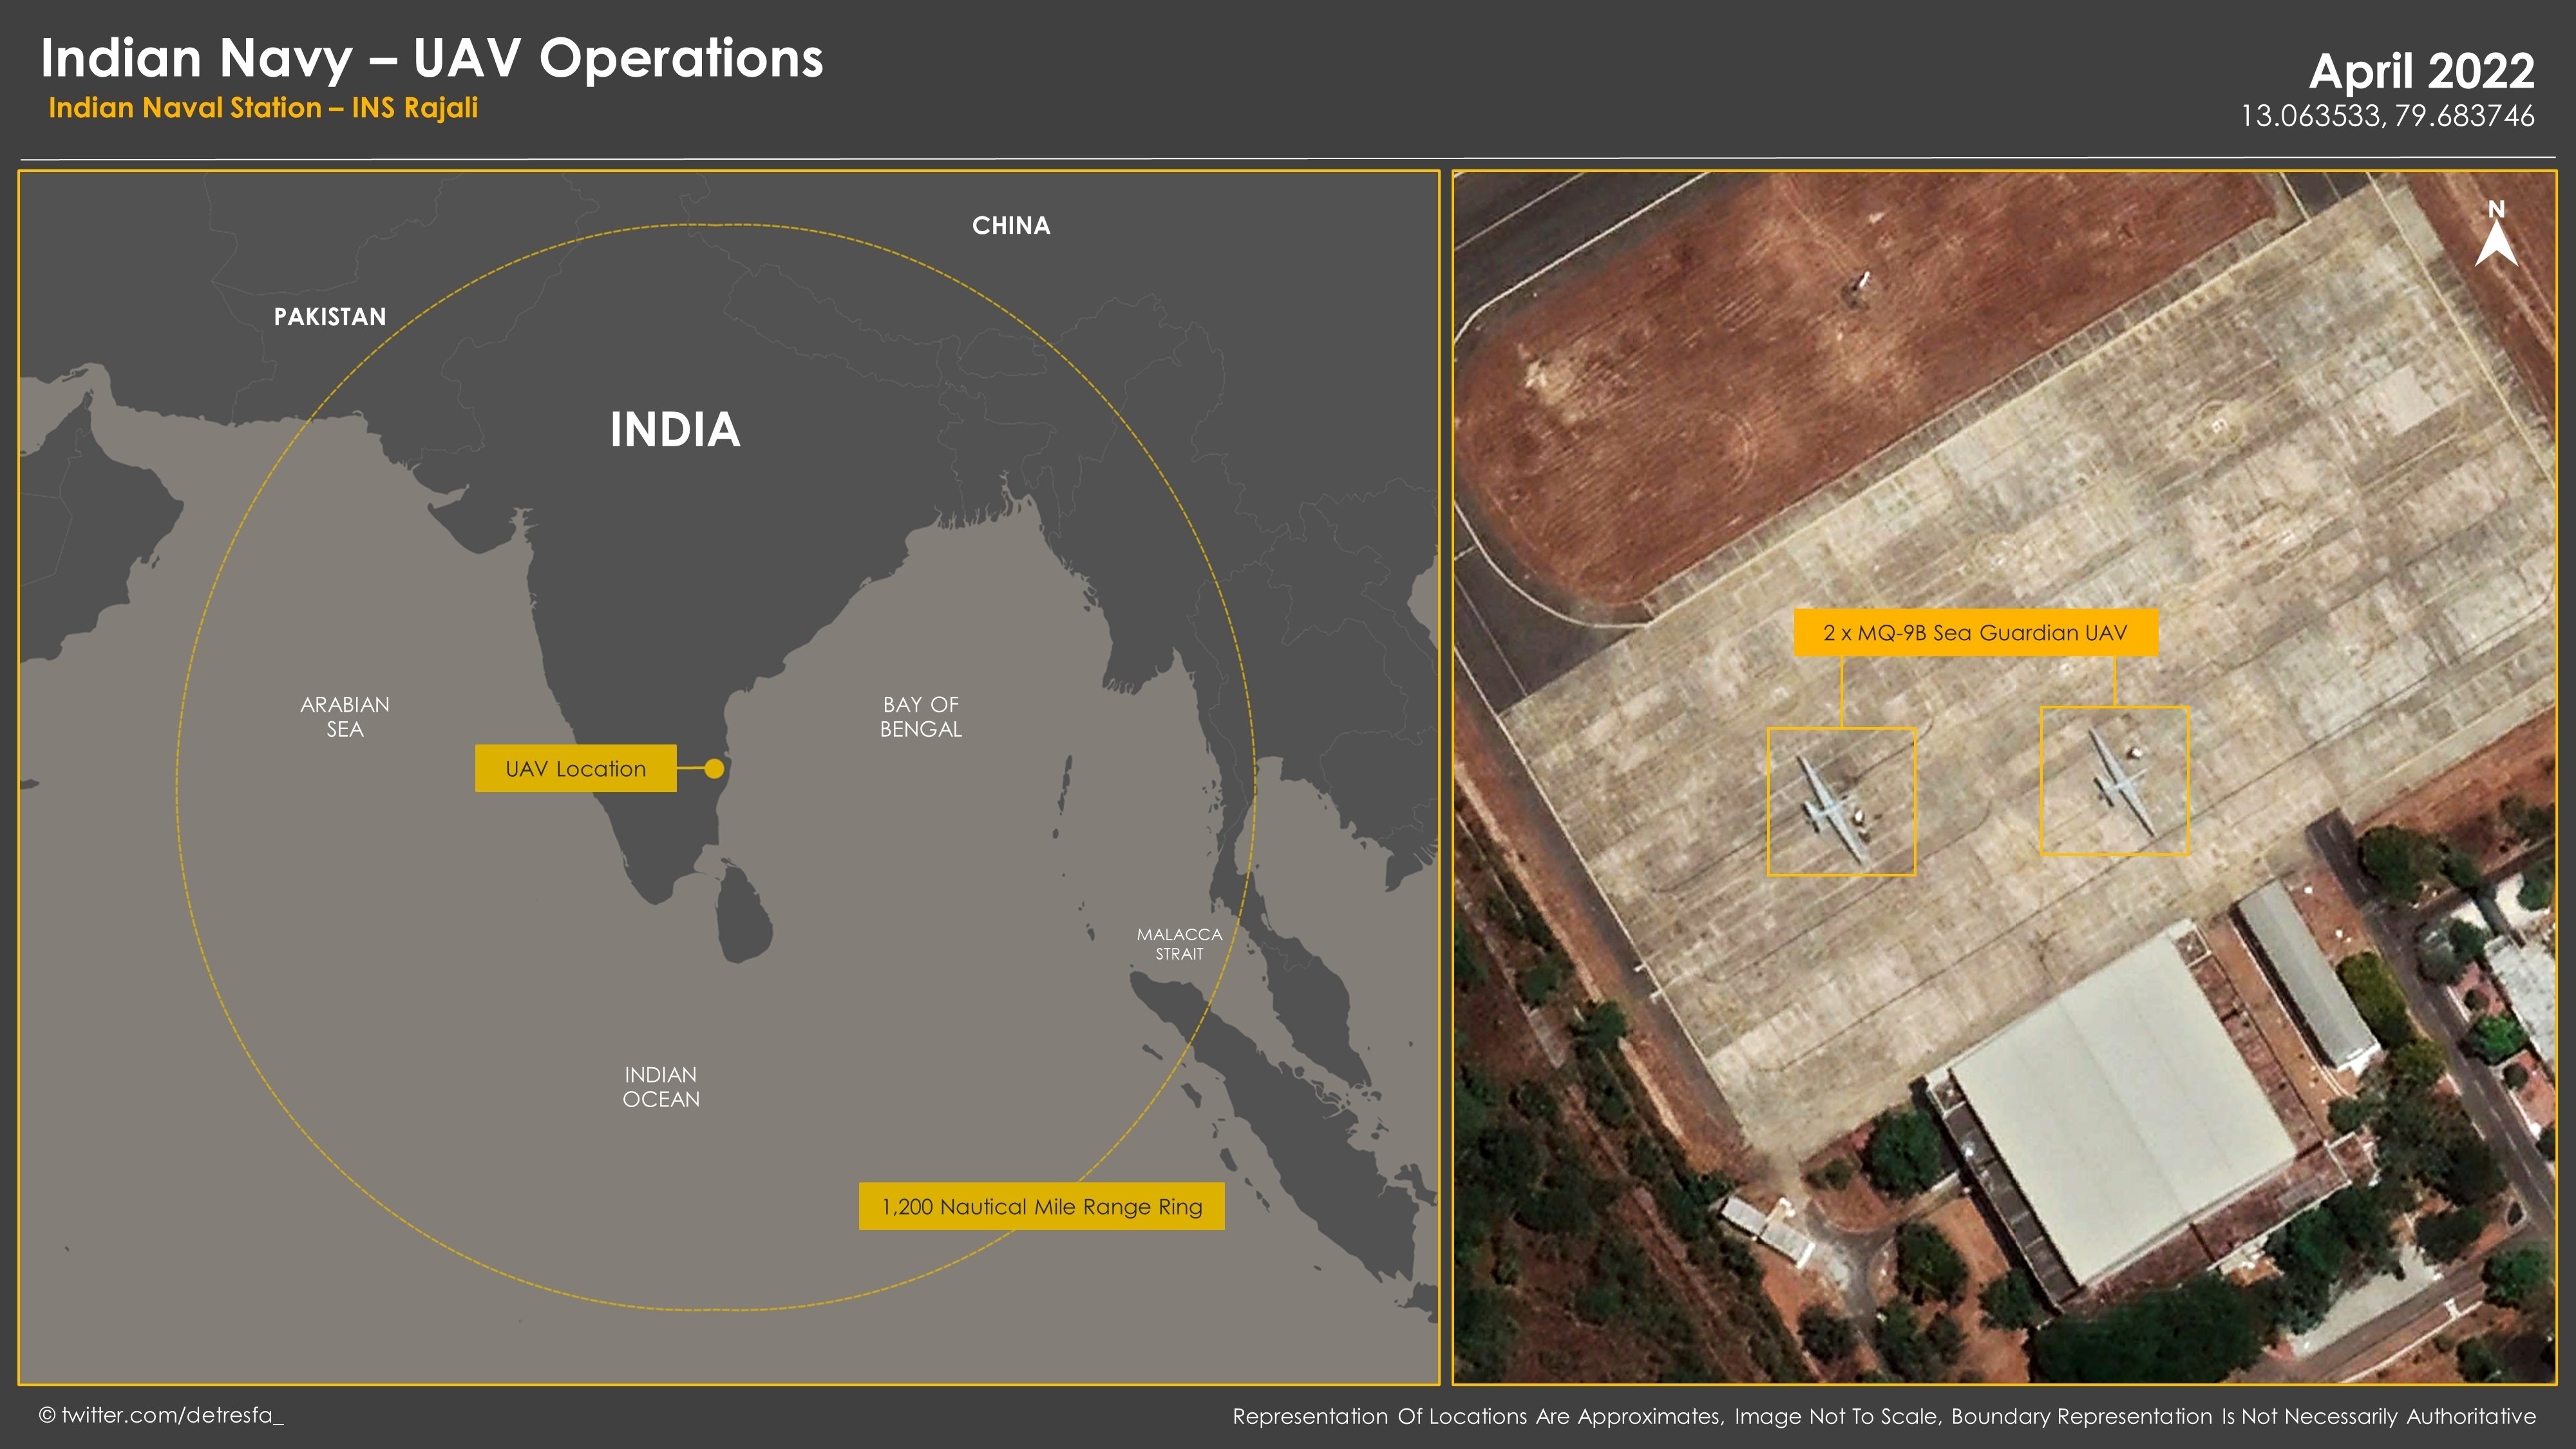 Indian Navy – UAV Operations
Indian Naval Station – INS Rajali
April 2022
13.063533, 79.683746
CHINA
PAKISTAN
INDIA
ARABIAN
SEA
BAY OF
BENGAL
UAV Location
MALACCA
STRAIT
INDIAN
OCEAN
1,200 Nautical Mile Range Ring
N
2 x MQ-9B Sea Guardian UAV
© twitter.com/detresfa_
Representation Of Locations Are Approximates, Image Not To Scale, Boundary Representation Is Not Necessarily Authoritative